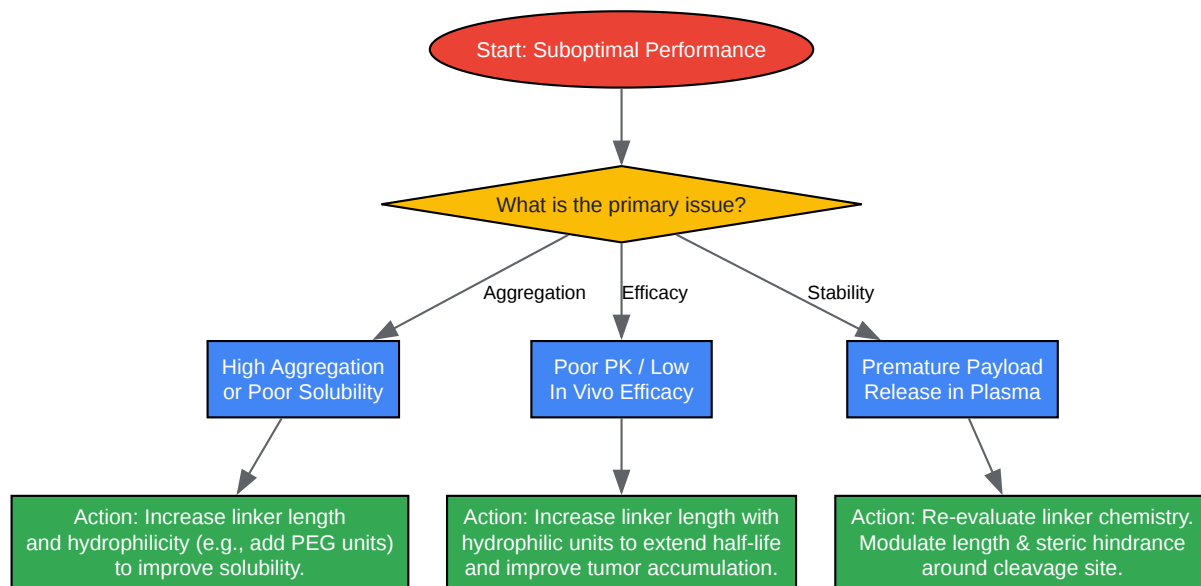 Start: Suboptimal Performance
What is the primary issue?
Aggregation
Efficacy
Stability
High Aggregation
or Poor Solubility
Poor PK / Low
In Vivo Efficacy
Premature Payload
Release in Plasma
Action: Increase linker length
and hydrophilicity (e.g., add PEG units)
to improve solubility.
Action: Increase linker length with
hydrophilic units to extend half-life
and improve tumor accumulation.
Action: Re-evaluate linker chemistry.
Modulate length & steric hindrance
around cleavage site.